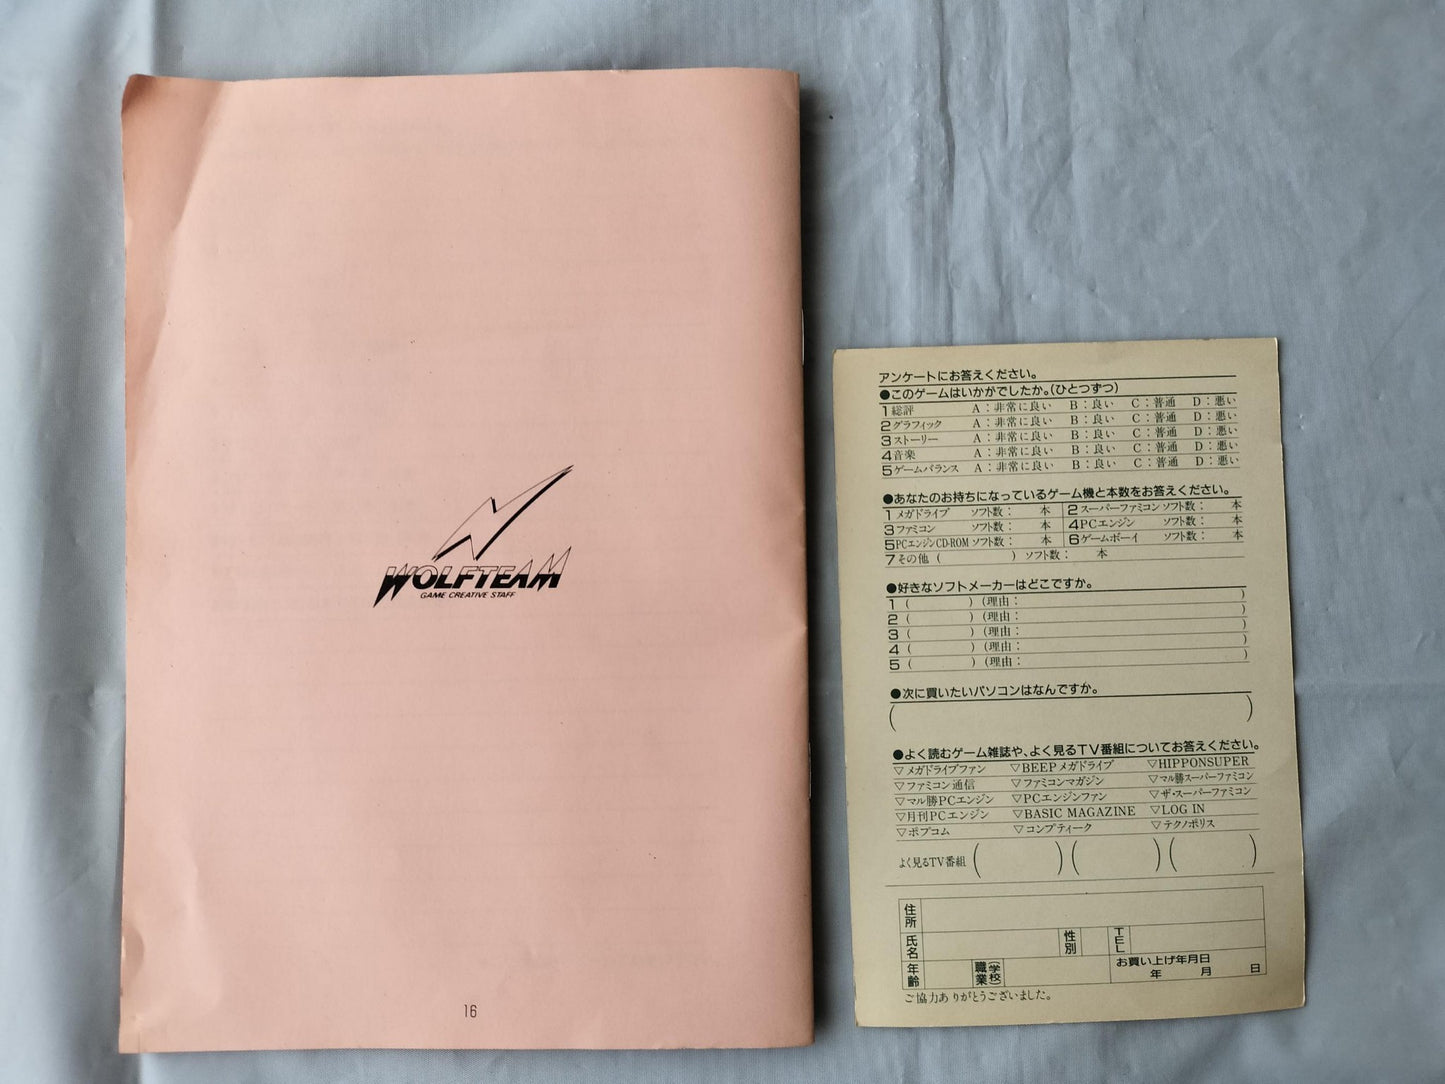 WOLFTEAM
GAME CREATIVE STAFF
16
アンケートにお答えください。
●このゲームはいかがでしたか。(ひとつずつ)
1総評 A：非常に良い B：良い C：普通 D：悪い
2グラフィック A：非常に良い B：良い C：普通 D：悪い
3ストーリー A：非常に良い B：良い C：普通 D：悪い
4音楽 A：非常に良い B：良い C：普通 D：悪い
5ゲームバランス A：非常に良い B：良い C：普通 D：悪い
●あなたのお持ちになっているゲーム機と本数をお答えください。
1メガドライブ ソフト数： 本 2スーパーファミコン ソフト数： 本
3ファミコン ソフト数： 本 4PCエンジン ソフト数： 本
5PCエンジンCD-ROM ソフト数： 本 6ゲームボーイ ソフト数： 本
7その他 ( ) ソフト数： 本
●好きなソフトメーカーはどこですか。
1 ( ) (理由： )
2 ( ) (理由： )
3 ( ) (理由： )
4 ( ) (理由： )
5 ( ) (理由： )
●次に買いたいパソコンはなんですか。
( )
●よく読むゲーム雑誌や、よく見るTV番組についてお答えください。
▽メガドライブファン ▽BEEPメガドライブ ▽HIPPONSUPER
▽ファミコン通信 ▽ファミコンマガジン ▽マル勝スーパーファミコン
▽マル勝PCエンジン ▽PCエンジンファン ▽ザ・スーパーファミコン
▽月刊PCエンジン ▽BASIC MAGAZINE ▽LOG IN
▽ポプコム ▽コンプティーク ▽テクノポリス
よく見るTV番組 ( ) ( ) ( )
住所
氏名 性別 TEL
年齢 職業(学校) お買い上げ年月日
年 月 日
ご協力ありがとうございました。